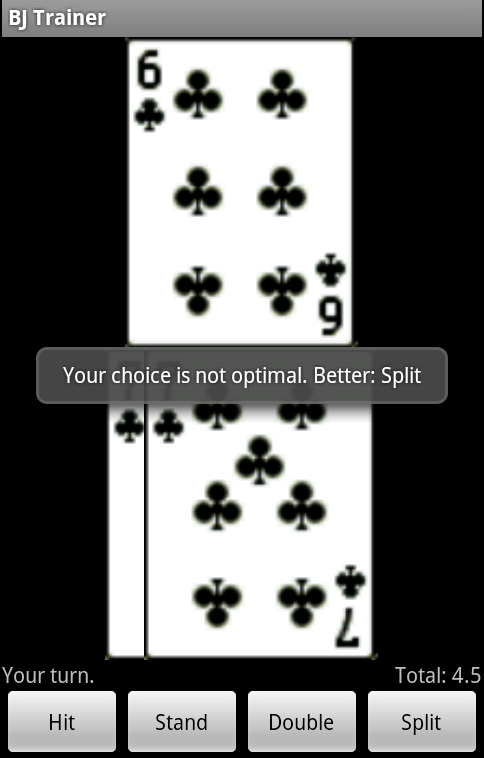 BJ Trainer
6
9
Your choice is not optimal. Better: Split
7
Your turn.
Total: 4.5
Hit
Stand
Double
Split